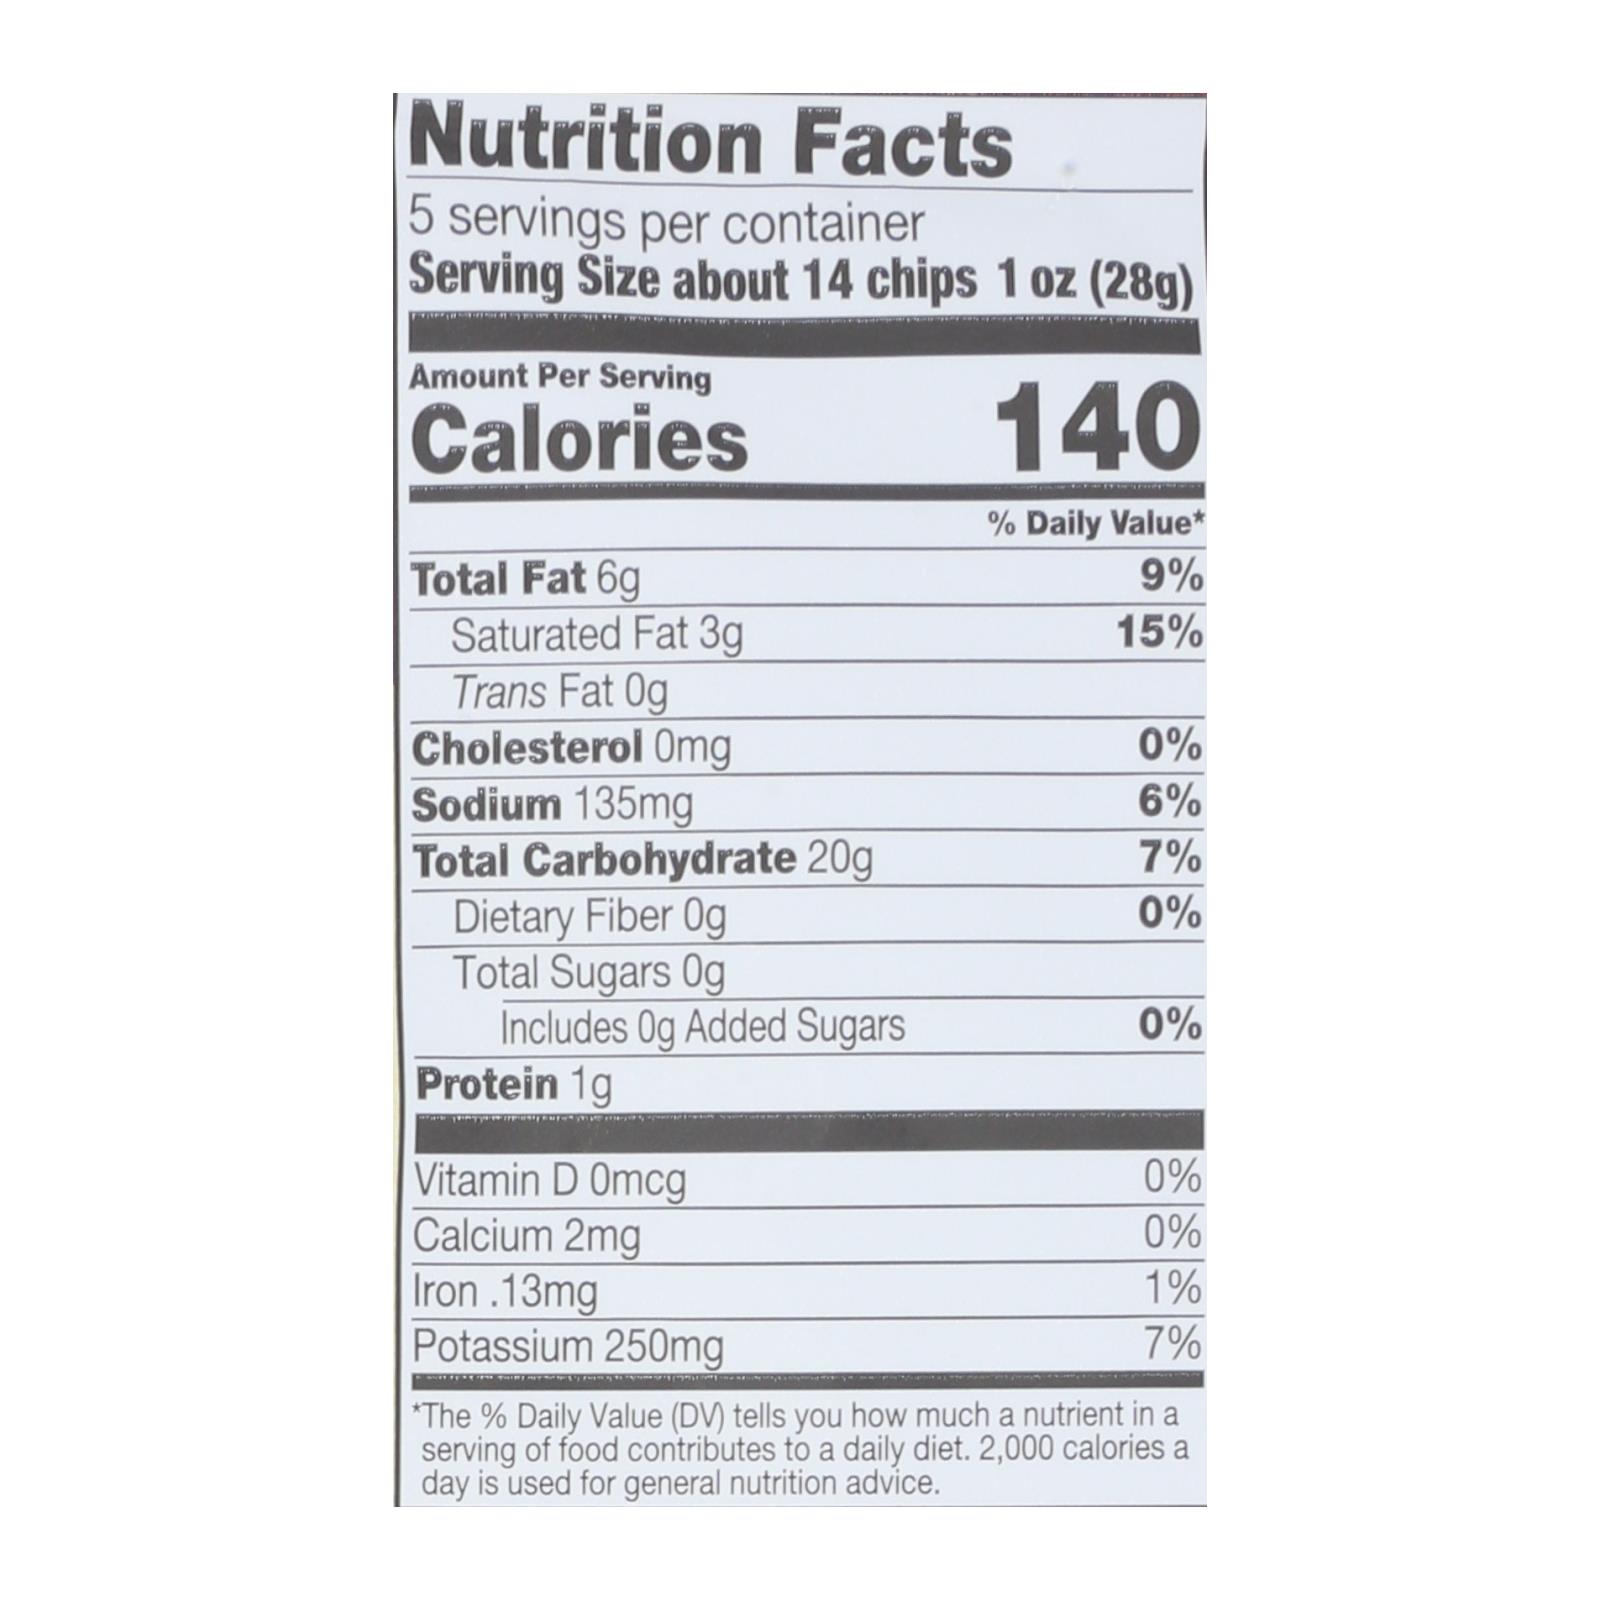 Nutrition Facts
5 servings per container
Serving Size about 14 chips 1 oz (28g)
Amount Per Serving
Calories 140
% Daily Value*
Total Fat 6g 9%
Saturated Fat 3g 15%
Trans Fat 0g
Cholesterol 0mg 0%
Sodium 135mg 6%
Total Carbohydrate 20g 7%
Dietary Fiber 0g 0%
Total Sugars 0g
Includes 0g Added Sugars 0%
Protein 1g
Vitamin D 0mcg 0%
Calcium 2mg 0%
Iron .13mg 1%
Potassium 250mg 7%
*The % Daily Value (DV) tells you how much a nutrient in a
serving of food contributes to a daily diet. 2,000 calories a
day is used for general nutrition advice.